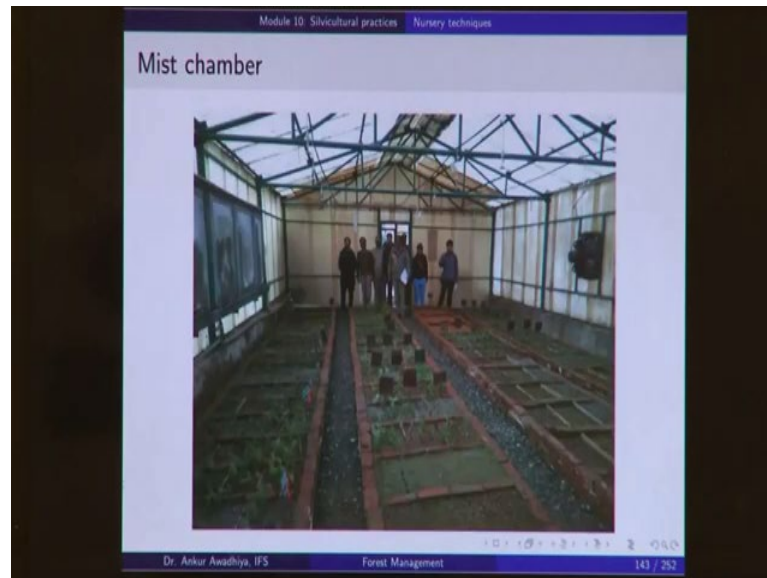 Module 10: Silvicultural practices Nursery techniques
Mist chamber
Dr. Ankur Awadhiya, IFS Forest Management 143 / 252